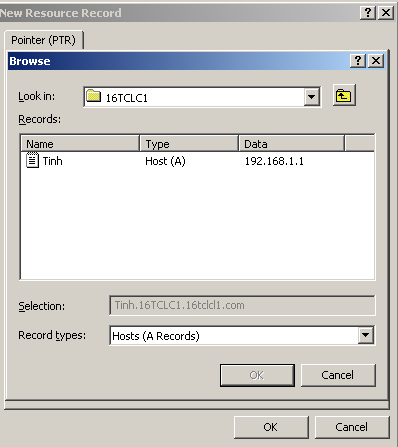 New Resource Record
Pointer (PTR)
Browse
Look in: 16TCLC1
Records:
Name Type Data
Tinh Host (A) 192.168.1.1
Selection: Tinh.16TCLC1.16tclcl1.com
Record types: Hosts (A Records)
OK Cancel
OK Cancel